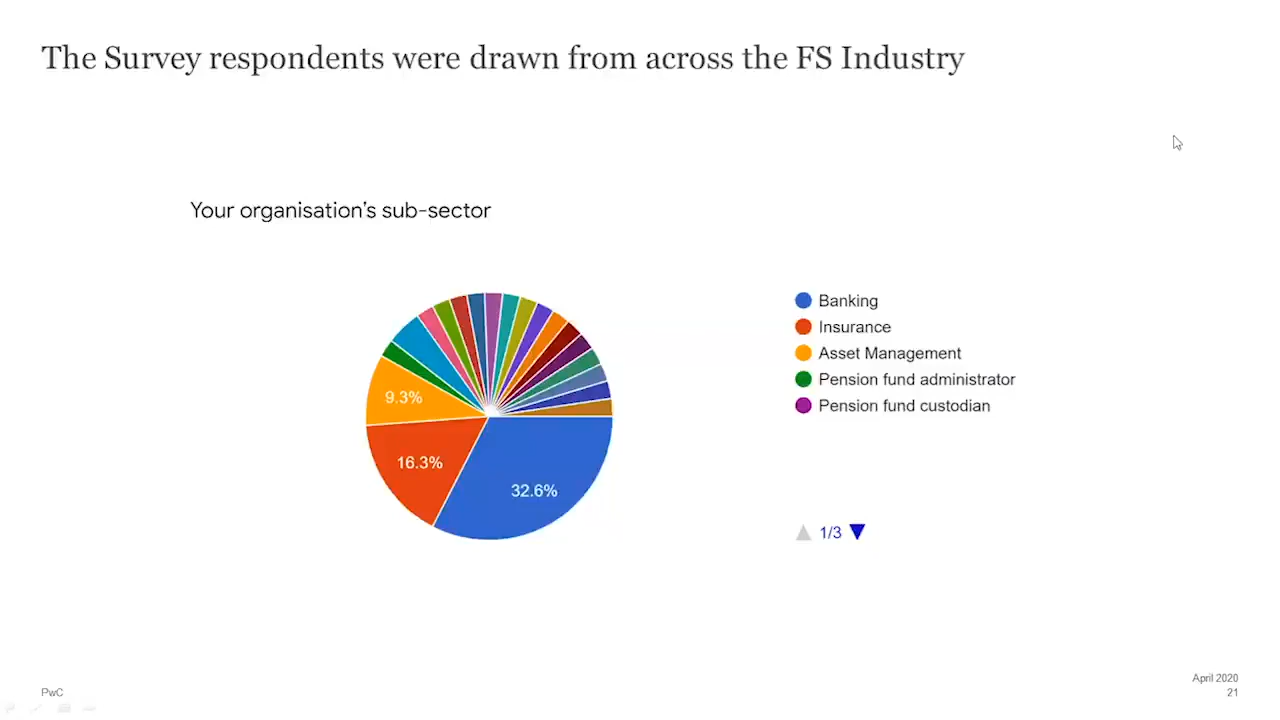 The Survey respondents were drawn from across the FS Industry
Your organisation's sub-sector
9.3%
16.3%
32.6%
Banking
Insurance
Asset Management
Pension fund administrator
Pension fund custodian
1/3
April 2020
PwC
21